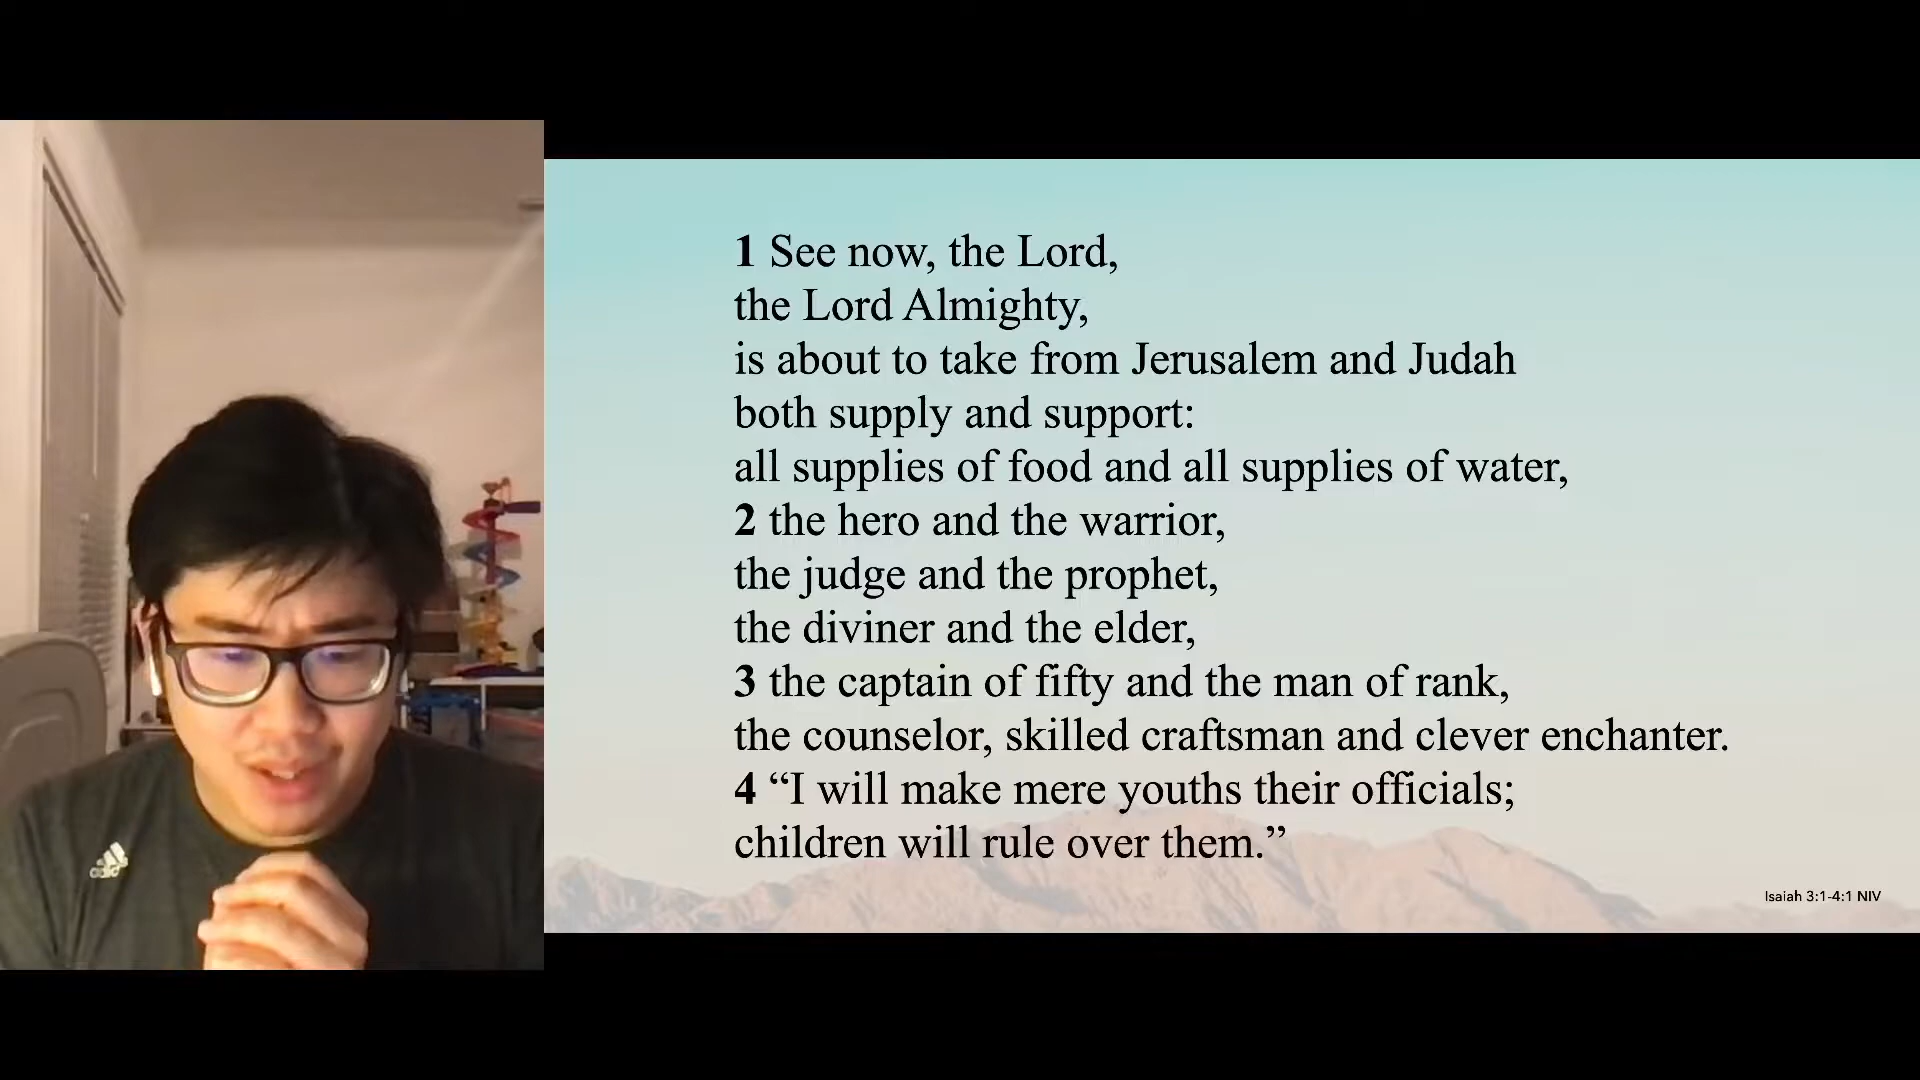 1 See now, the Lord,
the Lord Almighty,
is about to take from Jerusalem and Judah
both supply and support:
all supplies of food and all supplies of water,
2 the hero and the warrior,
the judge and the prophet,
the diviner and the elder,
3 the captain of fifty and the man of rank,
the counselor, skilled craftsman and clever enchanter.
4 “I will make mere youths their officials;
children will rule over them.”
Isaiah 3:1-4:1 NIV
adidas